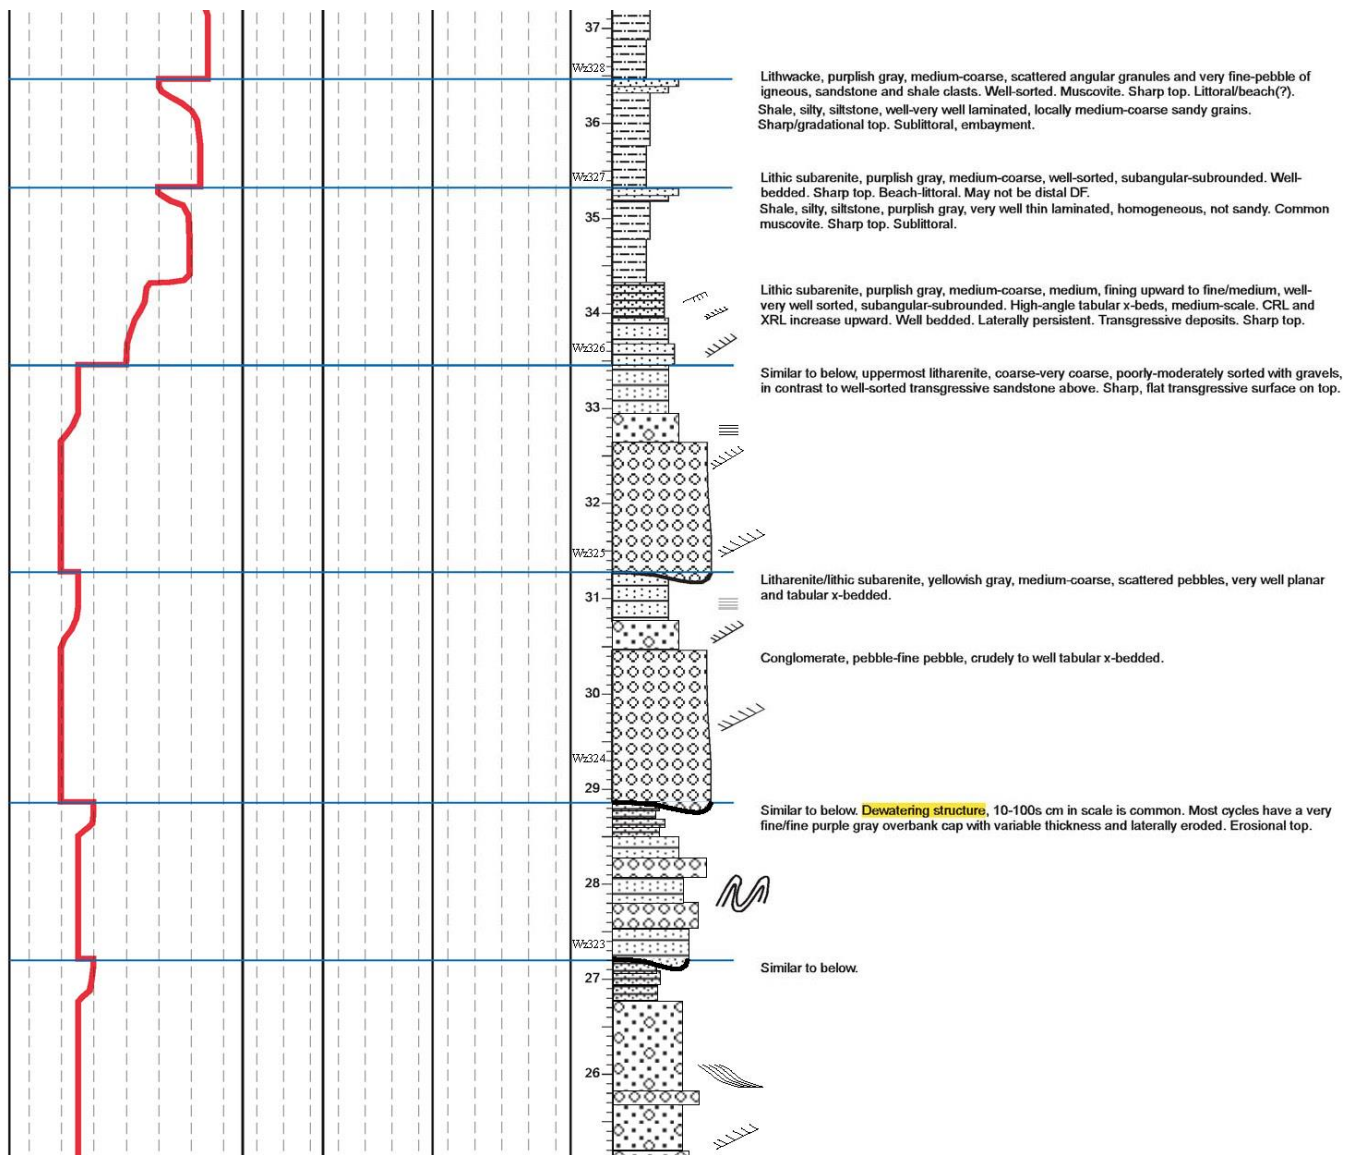 37
Wz328
Lithwacke, purplish gray, medium-coarse, scattered angular granules and very fine-pebble of
igneous, sandstone and shale clasts. Well-sorted. Muscovite. Sharp top. Littoral/beach(?).
Shale, silty, siltstone, well-very well laminated, locally medium-coarse sandy grains.
Sharp/gradational top. Sublittoral, embayment.
36
Wz327
Lithic subarenite, purplish gray, medium-coarse, well-sorted, subangular-subrounded. Well-
bedded. Sharp top. Beach-littoral. May not be distal DF.
Shale, silty, siltstone, purplish gray, very well thin laminated, homogeneous, not sandy. Common
muscovite. Sharp top. Sublittoral.
35
Lithic subarenite, purplish gray, medium-coarse, medium, fining upward to fine/medium, well-
very well sorted, subangular-subrounded. High-angle tabular x-beds, medium-scale. CRL and
XRL increase upward. Well bedded. Laterally persistent. Transgressive deposits. Sharp top.
34
Wz326
Similar to below, uppermost litharenite, coarse-very coarse, poorly-moderately sorted with gravels,
in contrast to well-sorted transgressive sandstone above. Sharp, flat transgressive surface on top.
33
32
Wz325
Litharenite/lithic subarenite, yellowish gray, medium-coarse, scattered pebbles, very well planar
and tabular x-bedded.
31
Conglomerate, pebble-fine pebble, crudely to well tabular x-bedded.
30
Wz324
29
Similar to below. Dewatering structure, 10-100s cm in scale is common. Most cycles have a very
fine/fine purple gray overbank cap with variable thickness and laterally eroded. Erosional top.
28
Wz323
Similar to below.
27
26